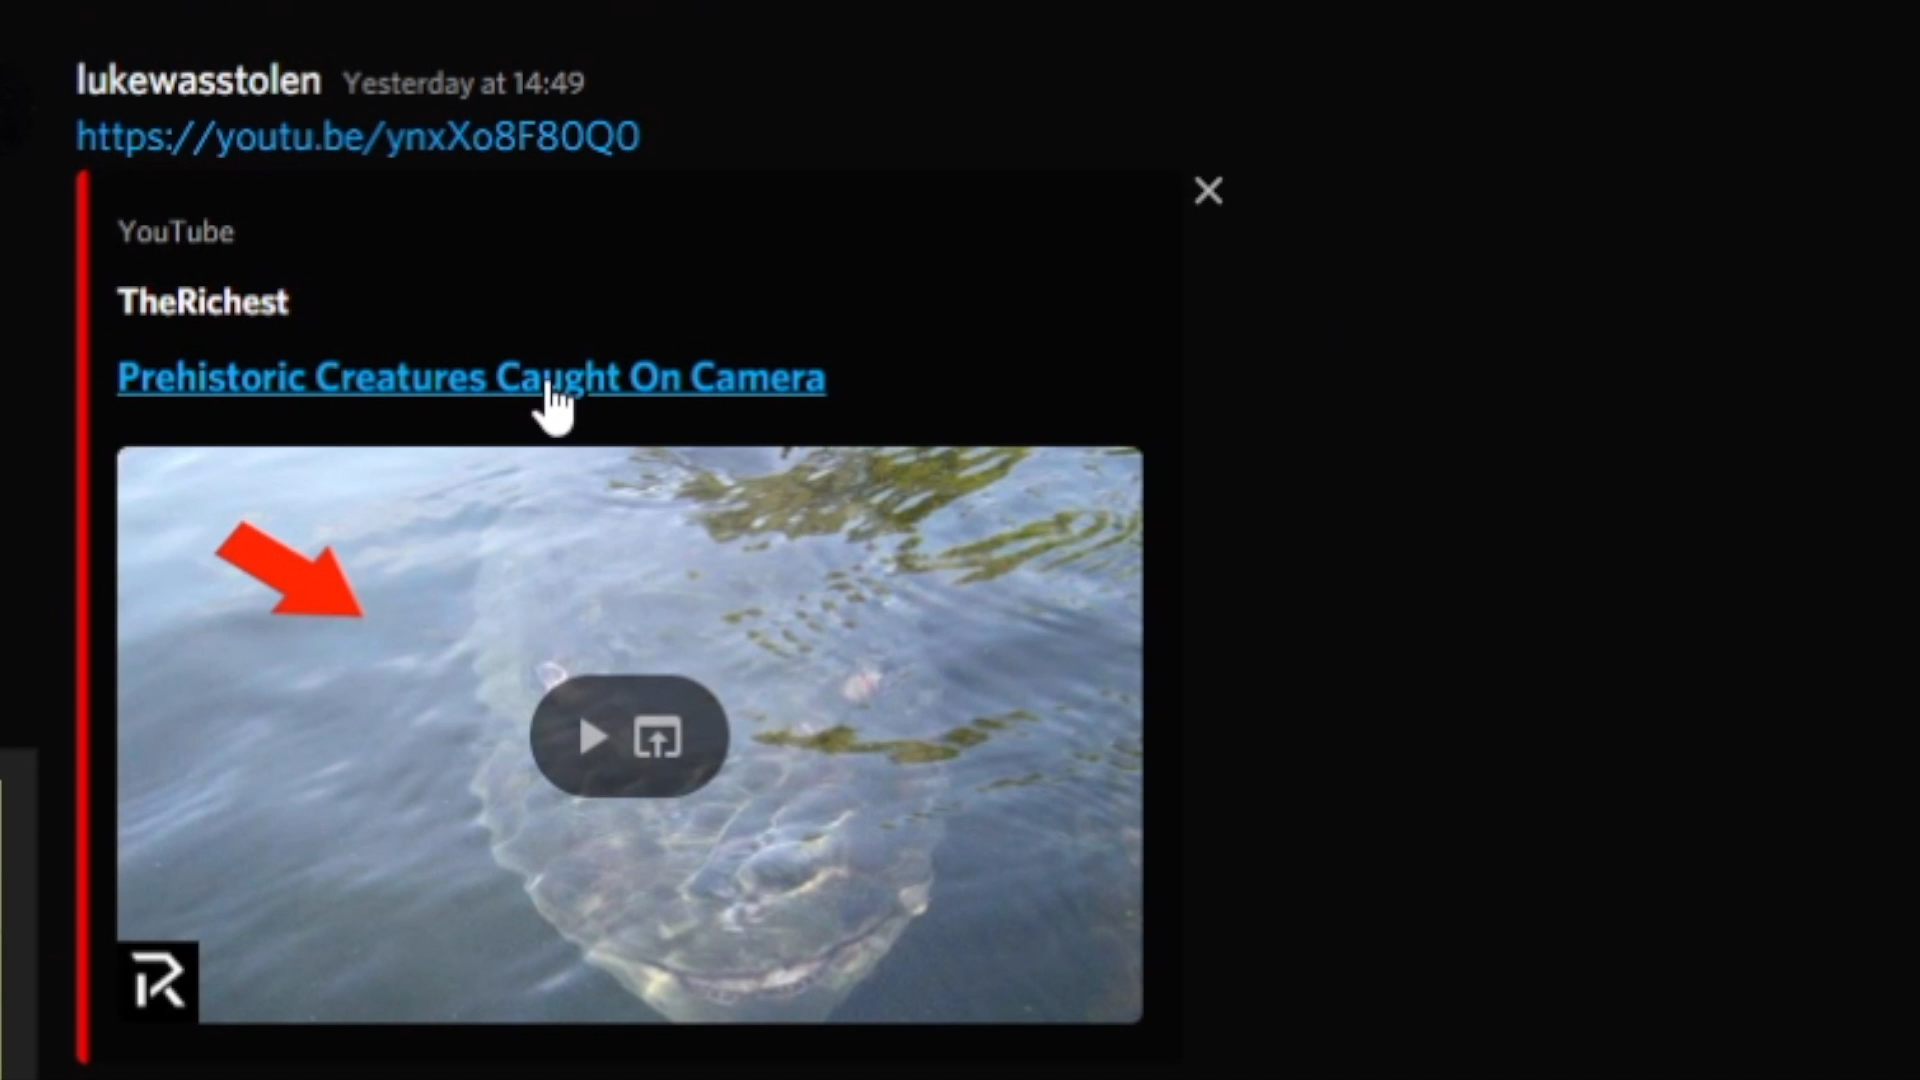 lukewasstolen Yesterday at 14:49
https://youtu.be/ynxXo8F80Q0
YouTube
TheRichest
Prehistoric Creatures Caught On Camera
R